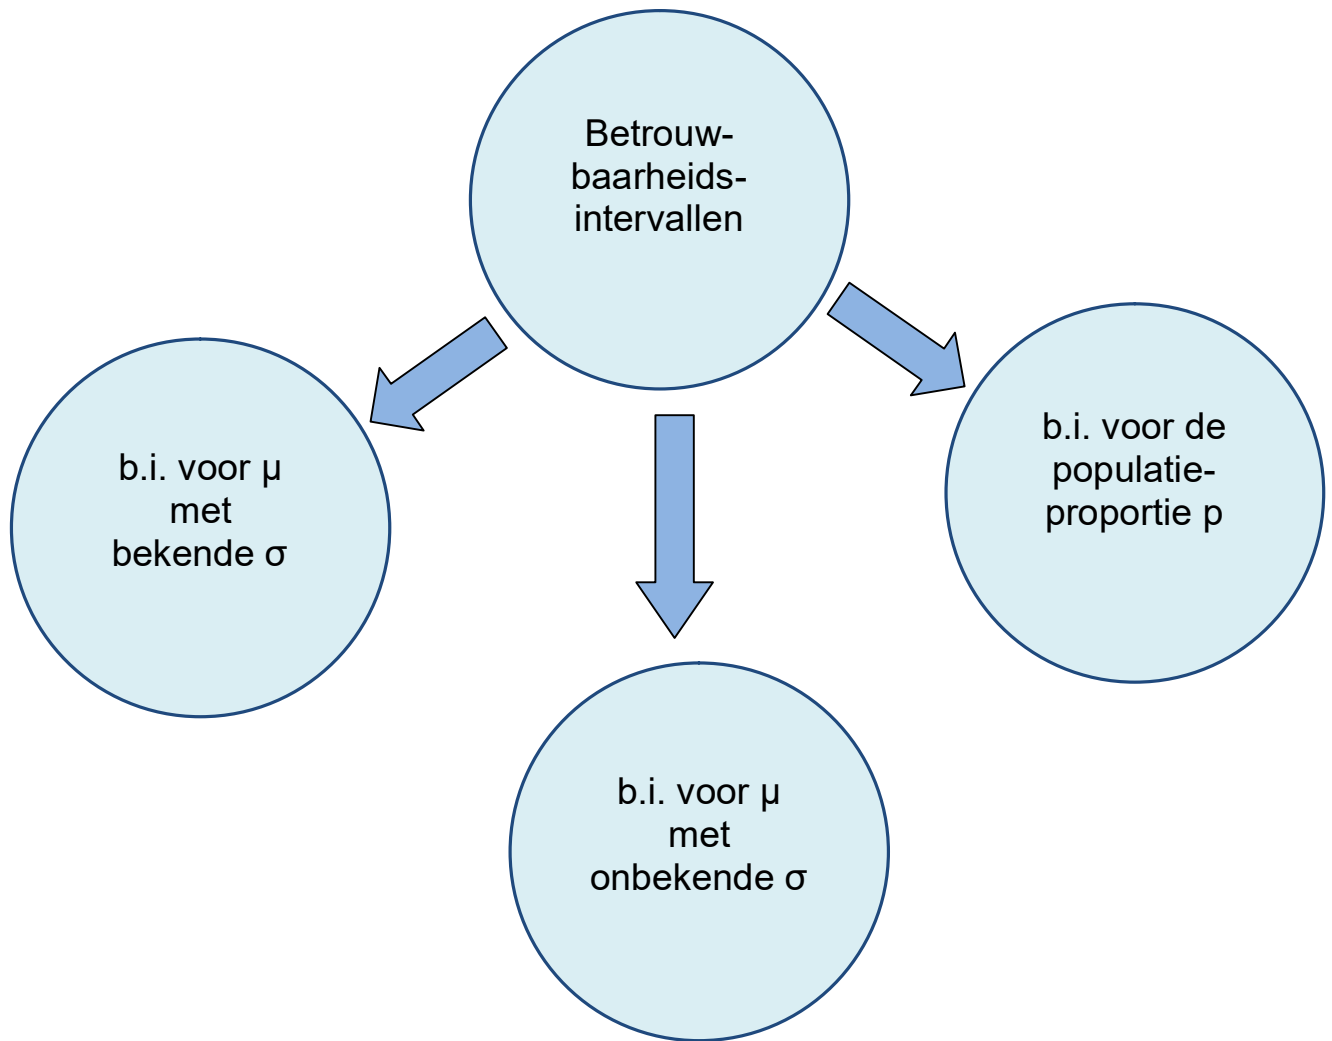 Betrouw-
baarheids-
intervallen
b.i. voor μ
met
bekende σ
b.i. voor μ
met
onbekende σ
b.i. voor de
populatie-
proportie p